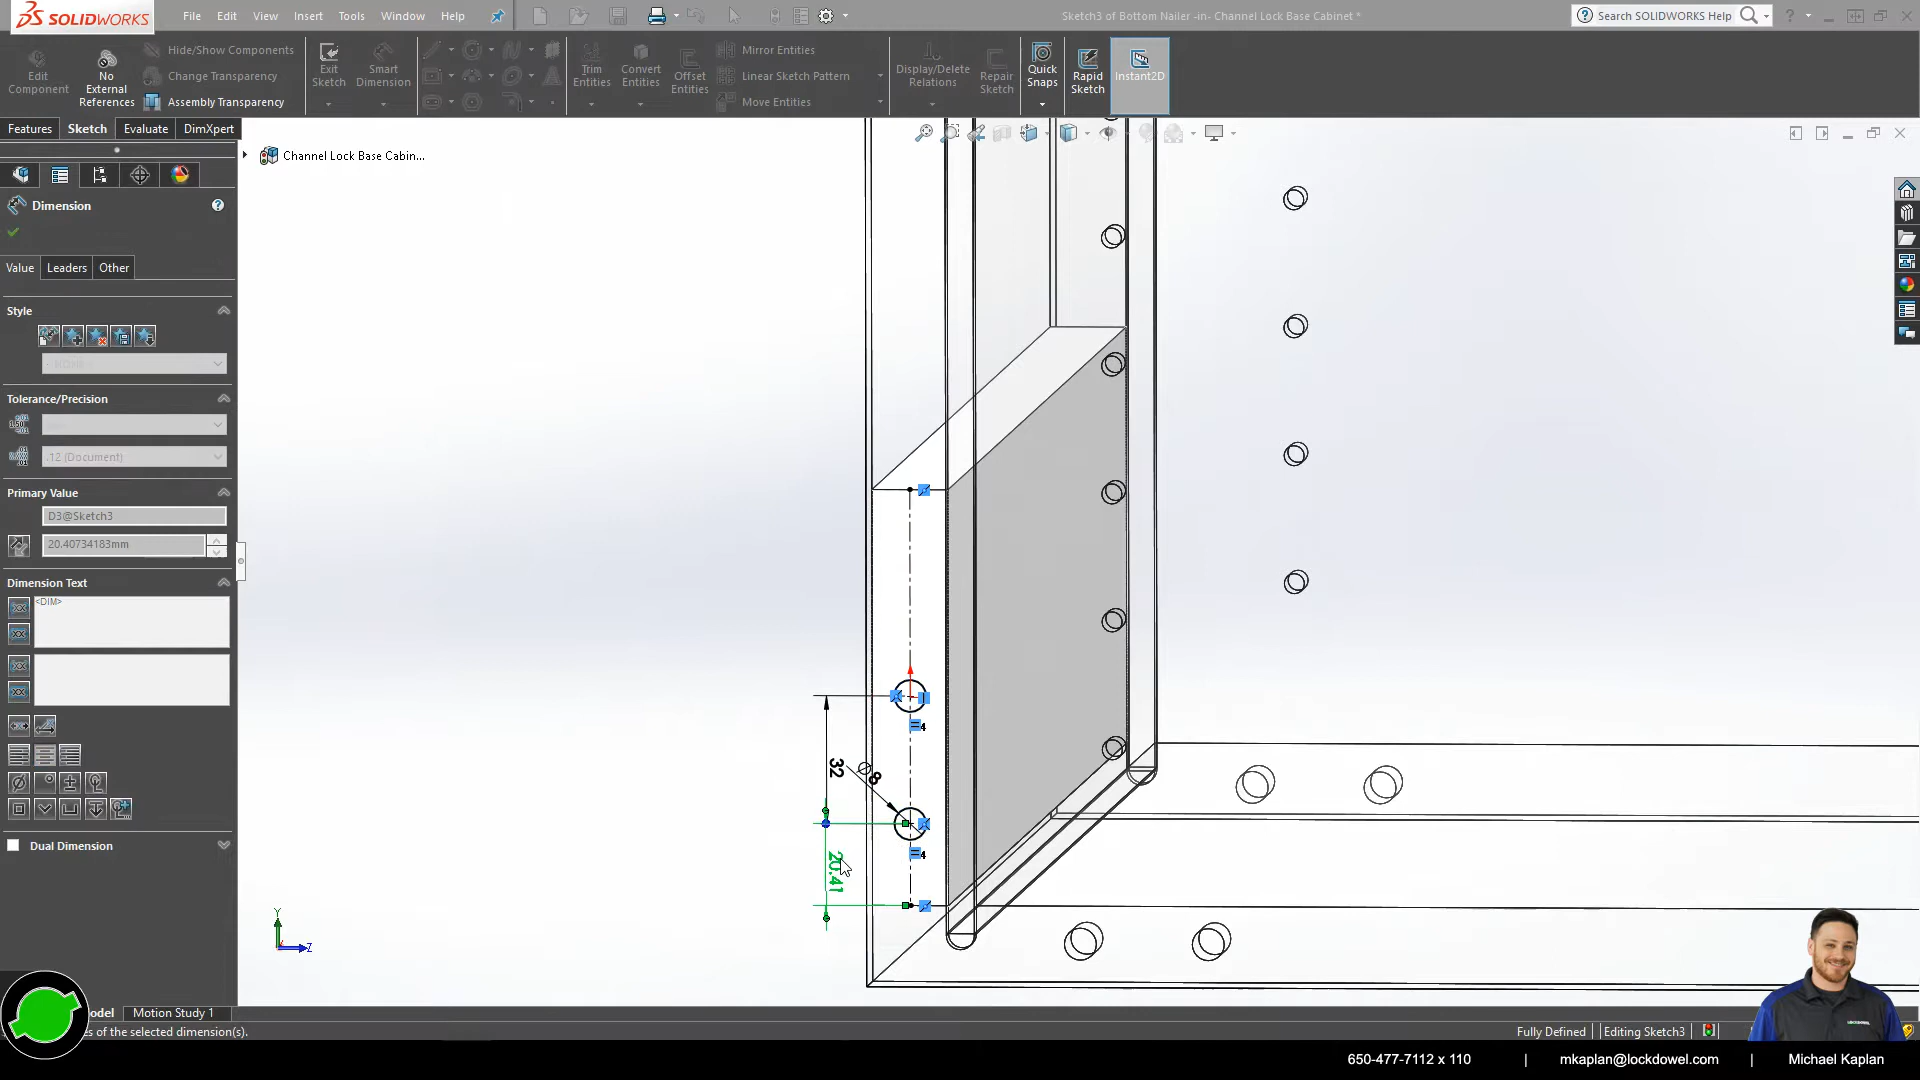 SOLIDWORKS
File Edit View Insert Tools Window Help
Sketch3 of Bottom Nailer -in- Channel Lock Base Cabinet *
Search SOLIDWORKS Help
Edit Component
No External References
Hide/Show Components
Change Transparency
Assembly Transparency
Exit Sketch
Smart Dimension
Trim Entities
Convert Entities
Offset Entities
Mirror Entities
Linear Sketch Pattern
Move Entities
Display/Delete Relations
Repair Sketch
Quick Snaps
Rapid Sketch
Instant2D
Features Sketch Evaluate DimXpert
Channel Lock Base Cabin...
Dimension
Value Leaders Other
Style
Tolerance/Precision
.12 (Document)
Primary Value
D3@Sketch3
20.40734183mm
Dimension Text
<DIM>
Dual Dimension
32
⌀8
20.41
4
4
Y
Z
odel Motion Study 1
es of the selected dimension(s).
Fully Defined Editing Sketch3
650-477-7112 x 110 | mkaplan@lockdowel.com | Michael Kaplan